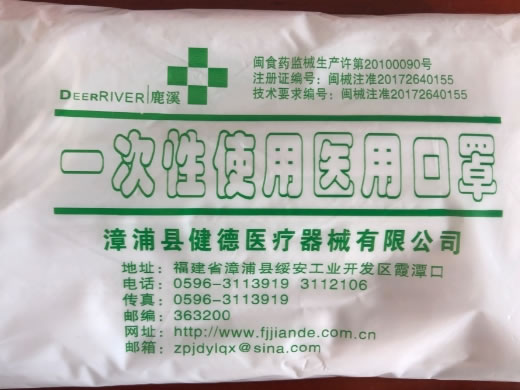 DEERRIVER|鹿溪
闽食药监械生产许第20100090号
注册证编号：闽械注准20172640155
技术要求编号：闽械注准20172640155
一次性使用医用口罩
漳浦县健德医疗器械有限公司
地址：福建省漳浦县绥安工业开发区霞潭口
电话：0596-3113919 3112106
传真：0596-3113919
邮编：363200
网址：http://www.fjjiande.com.cn
邮箱：zpjdylqx@sina.com